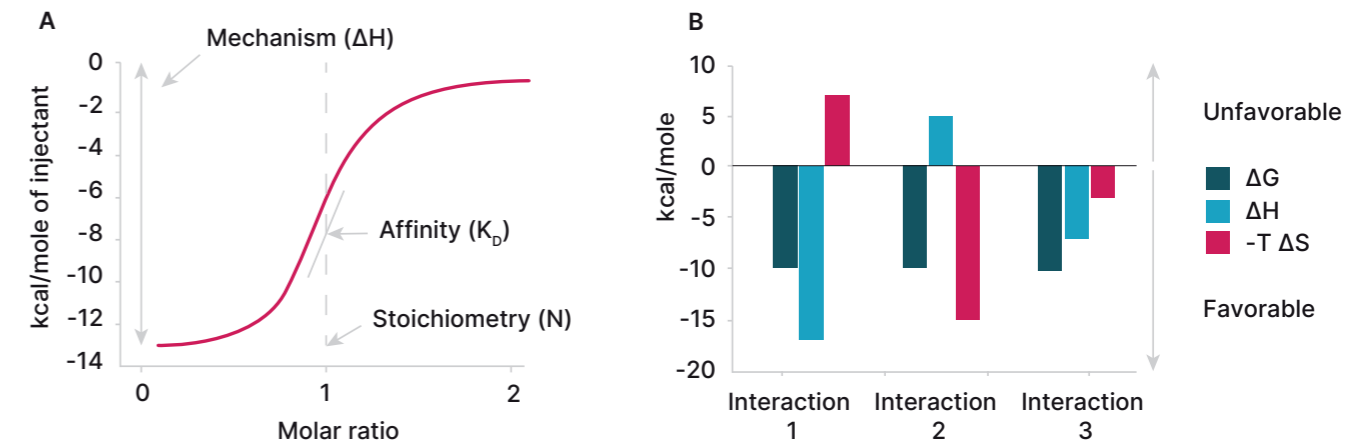 A
Mechanism (ΔH)
kcal/mole of injectant
0
-2
-4
-6
-8
-10
-12
-14
Affinity (K_D)
Stoichiometry (N)
0
1
2
Molar ratio
B
kcal/mole
10
5
0
-5
-10
-15
-20
Unfavorable
ΔG
ΔH
-T ΔS
Favorable
Interaction
1
Interaction
2
Interaction
3